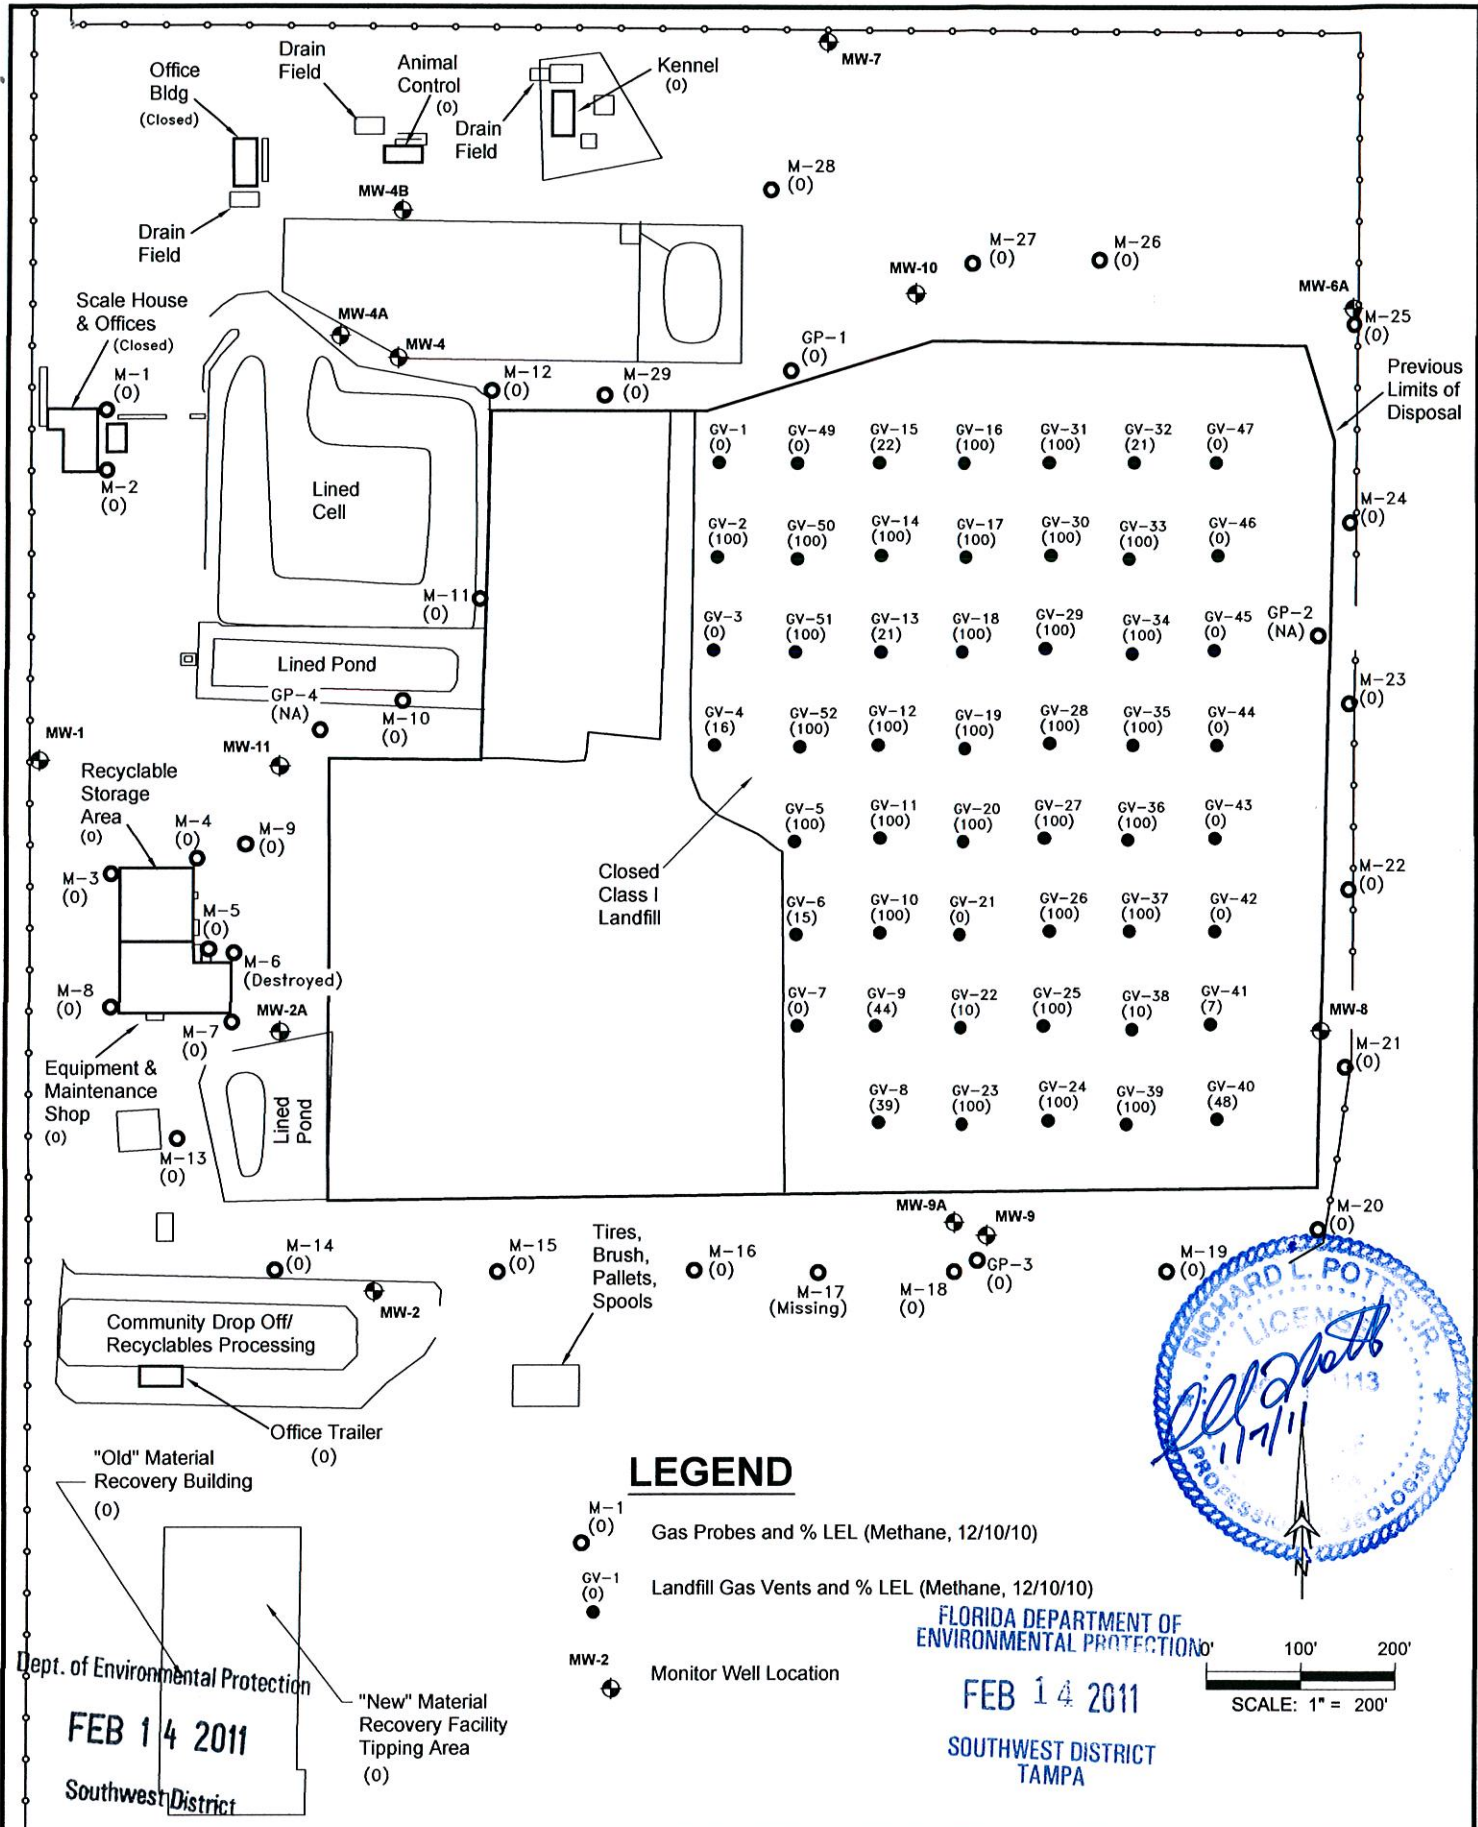 Drain
Field
Office
Bldg
(Closed)
Animal
Control
(0)
Drain
Field
Kennel
(0)
MW-7
M-28
(0)
MW-4B
Drain
Field
M-27
(0)
M-26
(0)
MW-10
MW-6A
M-25
(0)
Scale House
& Offices
(Closed)
MW-4A
MW-4
GP-1
(0)
Previous
Limits of
Disposal
M-1
(0)
M-12
(0)
M-29
(0)
M-2
(0)
Lined
Cell
GV-1
(0)
GV-49
(0)
GV-15
(22)
GV-16
(100)
GV-31
(100)
GV-32
(21)
GV-47
(0)
M-24
(0)
GV-2
(100)
GV-50
(100)
GV-14
(100)
GV-17
(100)
GV-30
(100)
GV-33
(100)
GV-46
(0)
M-11
(0)
GV-3
(0)
GV-51
(100)
GV-13
(21)
GV-18
(100)
GV-29
(100)
GV-34
(100)
GV-45
(0)
GP-2
(NA)
Lined Pond
GP-4
(NA)
M-10
(0)
M-23
(0)
GV-4
(16)
GV-52
(100)
GV-12
(100)
GV-19
(100)
GV-28
(100)
GV-35
(100)
GV-44
(0)
MW-1
MW-11
Recyclable
Storage
Area
(0)
M-4
(0)
M-9
(0)
GV-5
(100)
GV-11
(100)
GV-20
(100)
GV-27
(100)
GV-36
(100)
GV-43
(0)
M-3
(0)
Closed
Class I
Landfill
M-22
(0)
M-5
(0)
GV-6
(15)
GV-10
(100)
GV-21
(0)
GV-26
(100)
GV-37
(100)
GV-42
(0)
M-6
(Destroyed)
M-8
(0)
M-7
(0)
MW-2A
GV-7
(0)
GV-9
(44)
GV-22
(10)
GV-25
(100)
GV-38
(10)
GV-41
(7)
MW-8
M-21
(0)
Equipment &
Maintenance
Shop
(0)
Lined
Pond
GV-8
(39)
GV-23
(100)
GV-24
(100)
GV-39
(100)
GV-40
(48)
M-13
(0)
MW-9A
MW-9
M-20
(0)
M-14
(0)
M-15
(0)
Tires,
Brush,
Pallets,
Spools
M-16
(0)
M-17
(Missing)
M-18
(0)
GP-3
(0)
M-19
(0)
MW-2
Community Drop Off/
Recyclables Processing
Office Trailer
(0)
RICHARD L. POTTS, JR.
LICENSE
113
1/7/11
PROFESSIONAL GEOLOGIST
"Old" Material
Recovery Building
(0)
LEGEND
M-1
(0)
Gas Probes and % LEL (Methane, 12/10/10)
GV-1
(0)
Landfill Gas Vents and % LEL (Methane, 12/10/10)
MW-2
Monitor Well Location
FLORIDA DEPARTMENT OF
ENVIRONMENTAL PROTECTION
FEB 14 2011
SOUTHWEST DISTRICT
TAMPA
0' 100' 200'
SCALE: 1" = 200'
Dept. of Environmental Protection
FEB 14 2011
Southwest District
"New" Material
Recovery Facility
Tipping Area
(0)